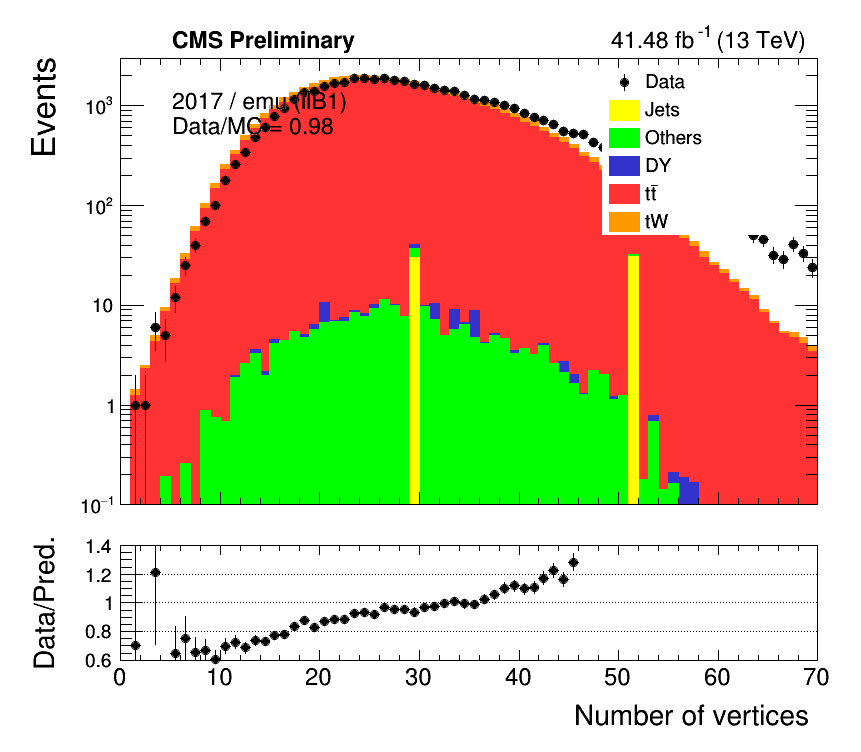 CMS Preliminary
41.48 fb⁻¹ (13 TeV)
Events
2017 / emu (llB1)
Data/MC = 0.98
Data
Jets
Others
DY
tt̄
tW
10³
10²
10
1
10⁻¹
Data/Pred.
1.4
1.2
1
0.8
0.6
0 10 20 30 40 50 60 70
Number of vertices